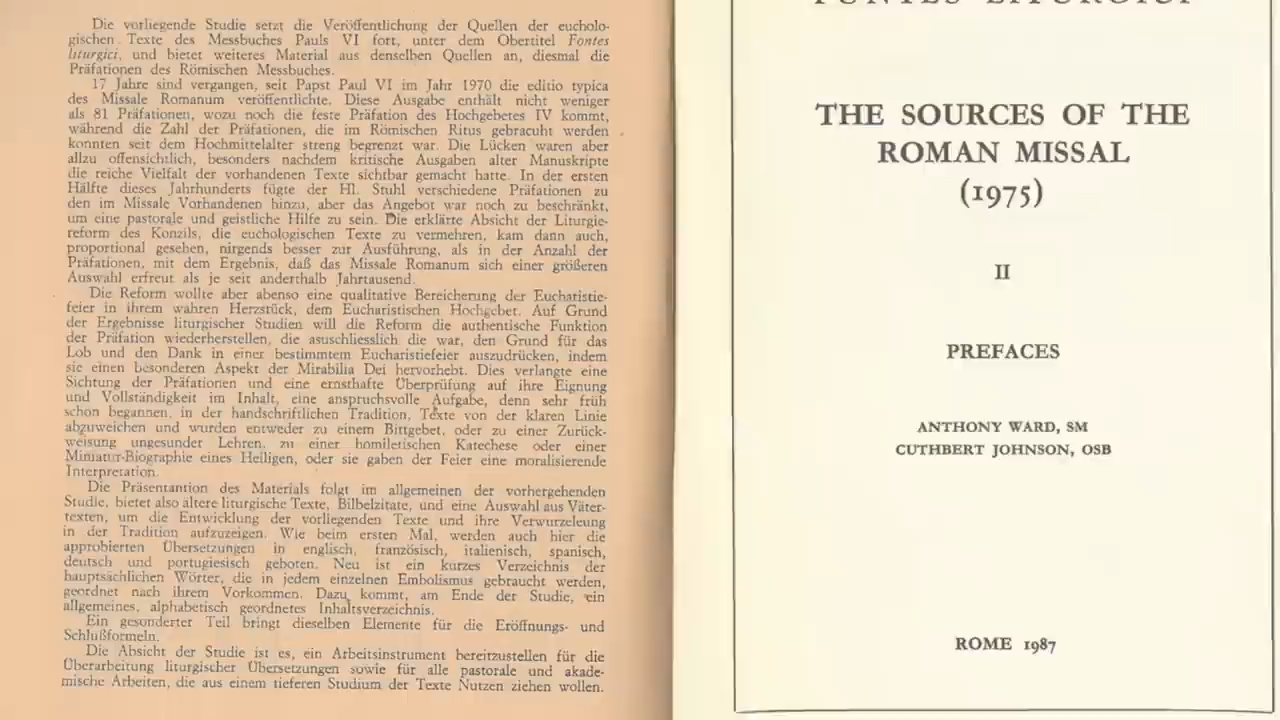 Die vorliegende Studie setzt die Veröffentlichung der Quellen der eucholo-
gischen Texte des Messbuches Pauls VI fort, unter dem Obertitel Fontes
liturgici, und bietet weiteres Material aus denselben Quellen an, diesmal die
Präfationen des Römischen Messbuches.
17 Jahre sind vergangen, seit Papst Paul VI im Jahr 1970 die editio typica
des Missale Romanum veröffentlichte. Diese Ausgabe enthält nicht weniger
als 81 Präfationen, wozu noch die feste Präfation des Hochgebetes IV kommt,
während die Zahl der Präfationen, die im Römischen Ritus gebraucht werden
konnten seit dem Hochmittelalter streng begrenzt war. Die Lücken waren aber
allzu offensichtlich, besonders nachdem kritische Ausgaben alter Manuskripte
die reiche Vielfalt der vorhandenen Texte sichtbar gemacht hatte. In der ersten
Hälfte dieses Jahrhunderts fügte der Hl. Stuhl verschiedene Präfationen zu
den im Missale Vorhandenen hinzu, aber das Angebot war noch zu beschränkt,
um eine pastorale und geistliche Hilfe zu sein. Die erklärte Absicht der Liturgie-
reform des Konzils, die euchologischen Texte zu vermehren, kam dann auch,
proportional gesehen, nirgends besser zur Ausführung, als in der Anzahl der
Präfationen, mit dem Ergebnis, daß das Missale Romanum sich einer größeren
Auswahl erfreut als je seit anderthalb Jahrtausend.
Die Reform wollte aber abenso eine qualitative Bereicherung der Eucharistie-
feier in ihrem wahren Herzstück, dem Eucharistischen Hochgebet. Auf Grund
der Ergebnisse liturgischer Studien will die Reform die authentische Funktion
der Präfation wiederherstellen, die asuschliesslich die war, den Grund für das
Lob und den Dank in einer bestimmtem Eucharistiefeier auszudrücken, indem
sie einen besonderen Aspekt der Mirabilia Dei hervorhebt. Dies verlangte eine
Sichtung der Präfationen und eine ernsthafte Überprüfung auf ihre Eignung
und Vollständigkeit im Inhalt, eine anspruchsvolle Aufgabe, denn sehr früh
schon begannen, in der handschriftlichen Tradition, Texte von der klaren Linie
abzuweichen und wurden entweder zu einem Bittgebet, oder zu einer Zurück-
weisung ungesunder Lehren, zu einer homiletischen Katechese oder einer
Miniatur-Biographie eines Heiligen, oder sie gaben der Feier eine moralisierende
Interpretation.
Die Präsentantion des Materials folgt im allgemeinen der vorhergehenden
Studie, bietet also ältere liturgische Texte, Bilbelzitate, und eine Auswahl aus Väter-
texten, um die Entwicklung der vorliegenden Texte und ihre Verwurzeleung
in der Tradition aufzuzeigen. Wie beim ersten Mal, werden auch hier die
approbierten Übersetzungen in englisch, französisch, italienisch, spanisch,
deutsch und portugiesisch geboten. Neu ist ein kurzes Verzeichnis der
hauptsächlichen Wörter, die in jedem einzelnen Embolismus gebraucht werden,
geordnet nach ihrem Vorkommen. Dazu kommt, am Ende der Studie, ein
allgemeines, alphabetisch geordnetes Inhaltsverzeichnis.
Ein gesonderter Teil bringt dieselben Elemente für die Eröffnungs- und
Schlußformeln.
Die Absicht der Studie ist es, ein Arbeitsinstrument bereitzustellen für die
Überarbeitung liturgischer Übersetzungen sowie für alle pastorale und akade-
mische Arbeiten, die aus einem tieferen Studium der Texte Nutzen ziehen wollen.
FONTES LITURGICI
THE SOURCES OF THE
ROMAN MISSAL
(1975)
II
PREFACES
ANTHONY WARD, SM
CUTHBERT JOHNSON, OSB
ROME 1987